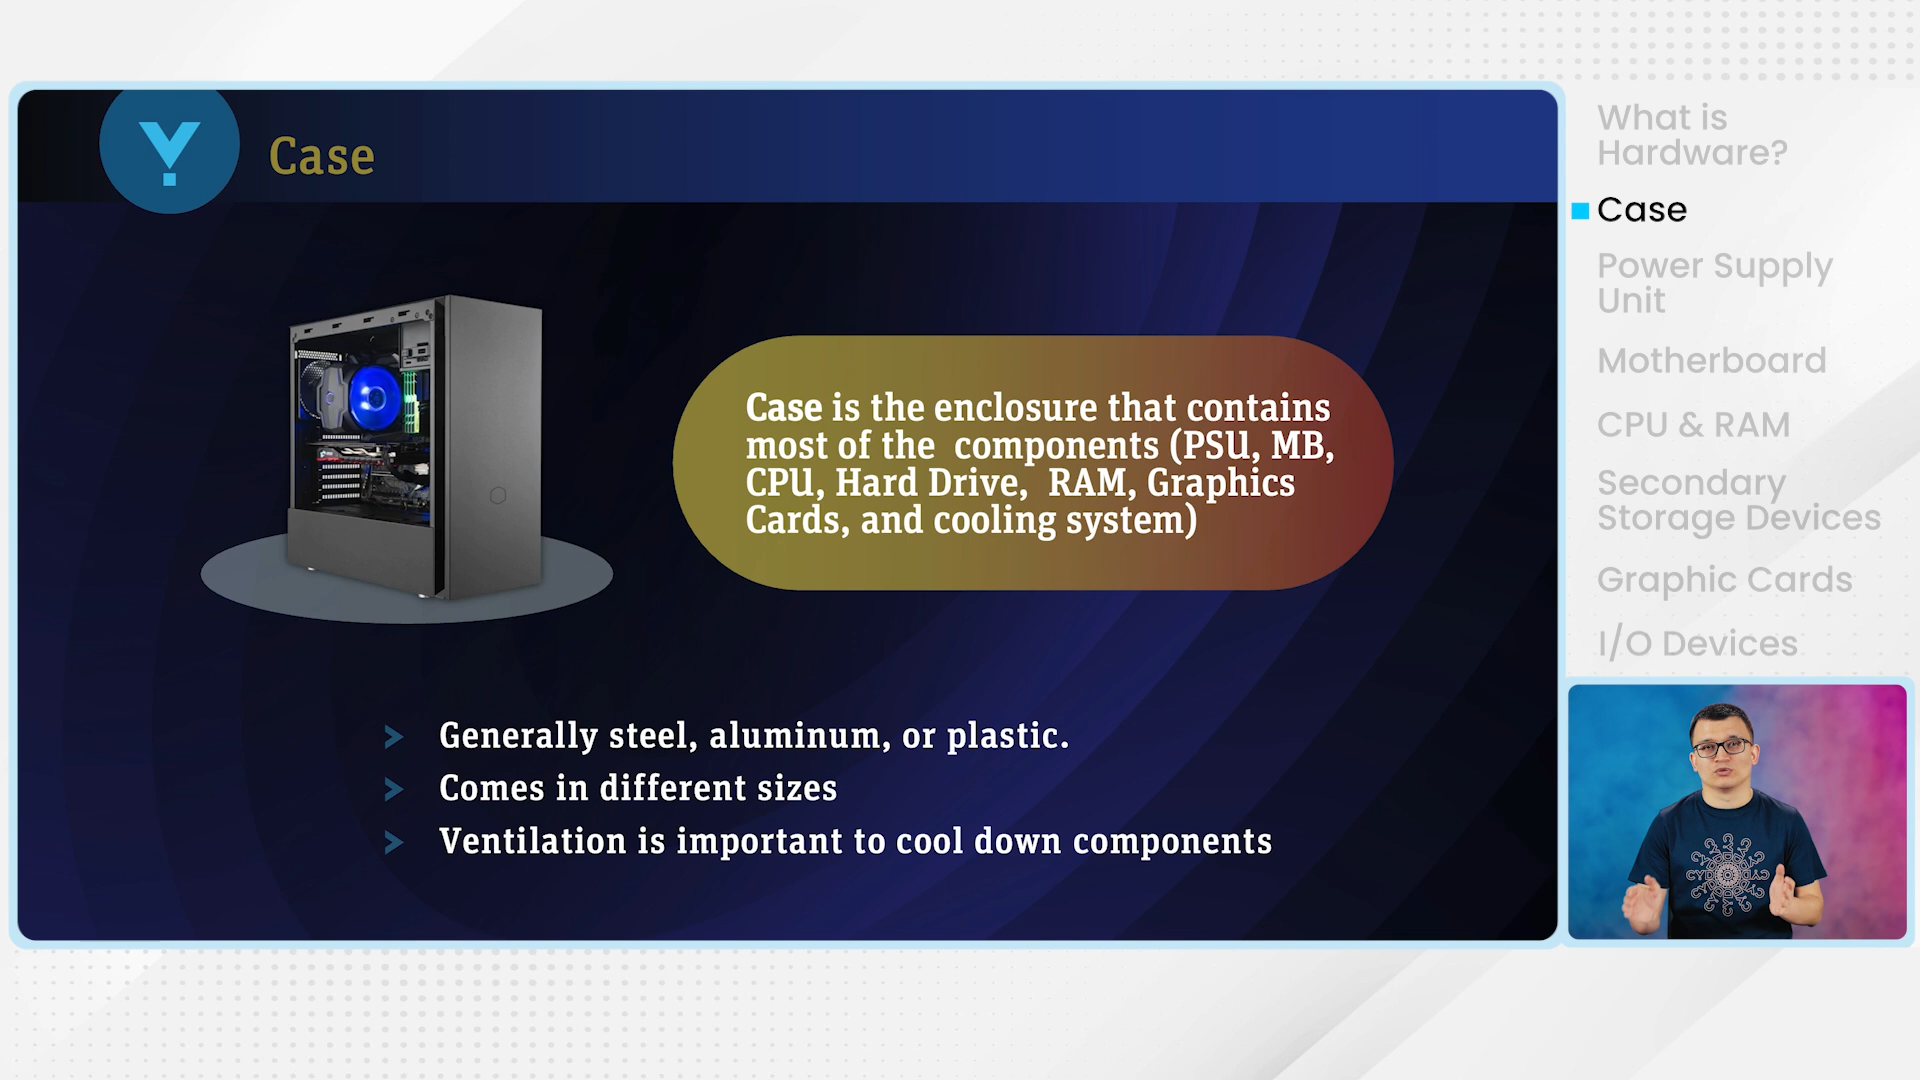 Case
Case is the enclosure that contains
most of the components (PSU, MB,
CPU, Hard Drive, RAM, Graphics
Cards, and cooling system)
> Generally steel, aluminum, or plastic.
> Comes in different sizes
> Ventilation is important to cool down components
What is
Hardware?
Case
Power Supply
Unit
Motherboard
CPU & RAM
Secondary
Storage Devices
Graphic Cards
I/O Devices